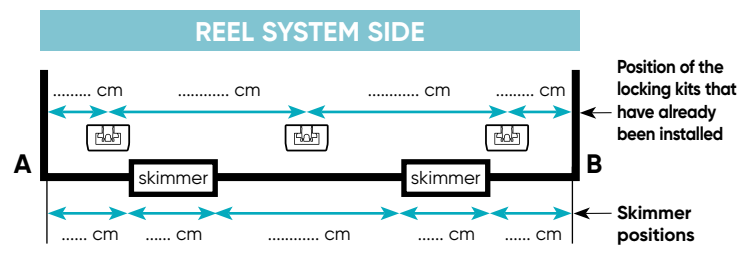 REEL SYSTEM SIDE
Position of the
locking kits that
have already
been installed
......... cm ............ cm ............ cm ......... cm
A B
skimmer skimmer
Skimmer
positions
...... cm ...... cm ............ cm ...... cm ...... cm